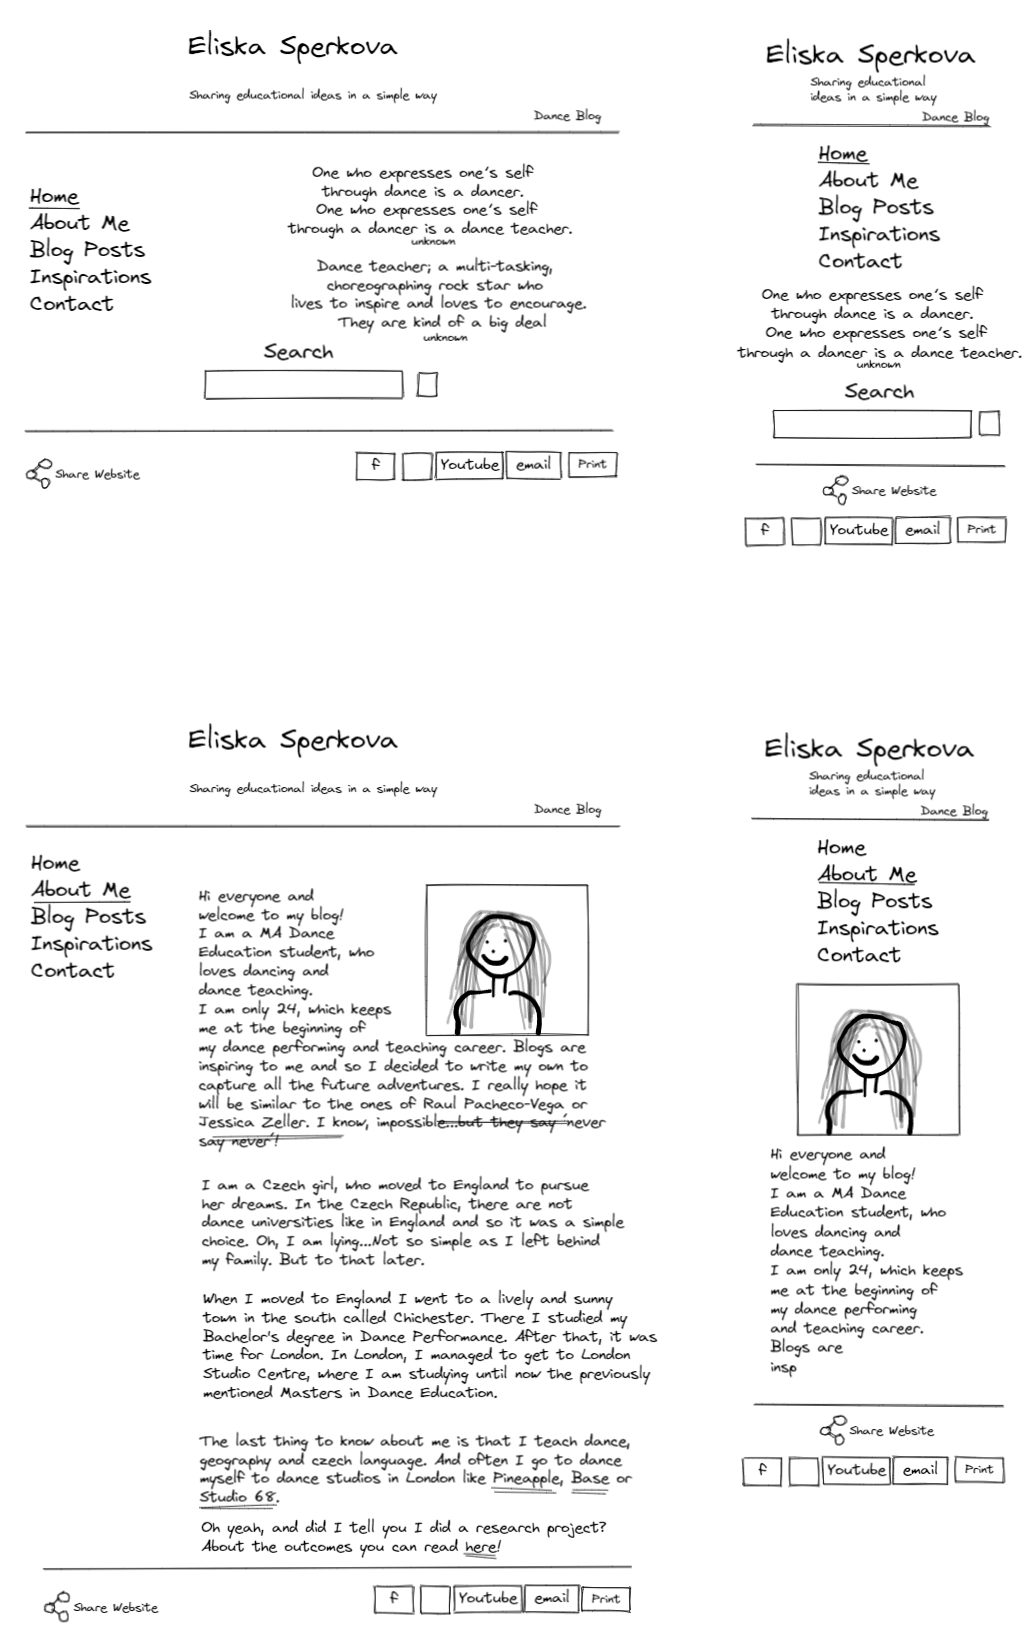 Eliska Sperkova
Sharing educational ideas in a simple way
Dance Blog
Home
About Me
Blog Posts
Inspirations
Contact
One who expresses one's self
through dance is a dancer.
One who expresses one's self
through a dancer is a dance teacher.
unknown
Dance teacher; a multi-tasking,
choreographing rock star who
lives to inspire and loves to encourage.
They are kind of a big deal
unknown
Search
Share Website
f
Youtube
email
Print
Eliska Sperkova
Sharing educational
ideas in a simple way
Dance Blog
Home
About Me
Blog Posts
Inspirations
Contact
One who expresses one's self
through dance is a dancer.
One who expresses one's self
through a dancer is a dance teacher.
unknown
Search
Share Website
f
Youtube
email
Print
Eliska Sperkova
Sharing educational ideas in a simple way
Dance Blog
Home
About Me
Blog Posts
Inspirations
Contact
Hi everyone and
welcome to my blog!
I am a MA Dance
Education student, who
loves dancing and
dance teaching.
I am only 24, which keeps
me at the beginning of
my dance performing and teaching career. Blogs are
inspiring to me and so I decided to write my own to
capture all the future adventures. I really hope it
will be similar to the ones of Raul Pacheco-Vega or
Jessica Zeller. I know, impossible...but they say 'never
say never'!
I am a Czech girl, who moved to England to pursue
her dreams. In the Czech Republic, there are not
dance universities like in England and so it was a simple
choice. Oh, I am lying...Not so simple as I left behind
my family. But to that later.
When I moved to England I went to a lively and sunny
town in the south called Chichester. There I studied my
Bachelor's degree in Dance Performance. After that, it was
time for London. In London, I managed to get to London
Studio Centre, where I am studying until now the previously
mentioned Masters in Dance Education.
The last thing to know about me is that I teach dance,
geography and czech language. And often I go to dance
myself to dance studios in London like Pineapple, Base or
Studio 68.
Oh yeah, and did I tell you I did a research project?
About the outcomes you can read here!
Share Website
f
Youtube
email
Print
Eliska Sperkova
Sharing educational
ideas in a simple way
Dance Blog
Home
About Me
Blog Posts
Inspirations
Contact
Hi everyone and
welcome to my blog!
I am a MA Dance
Education student, who
loves dancing and
dance teaching.
I am only 24, which keeps
me at the beginning of
my dance performing
and teaching career.
Blogs are
insp
Share Website
f
Youtube
email
Print